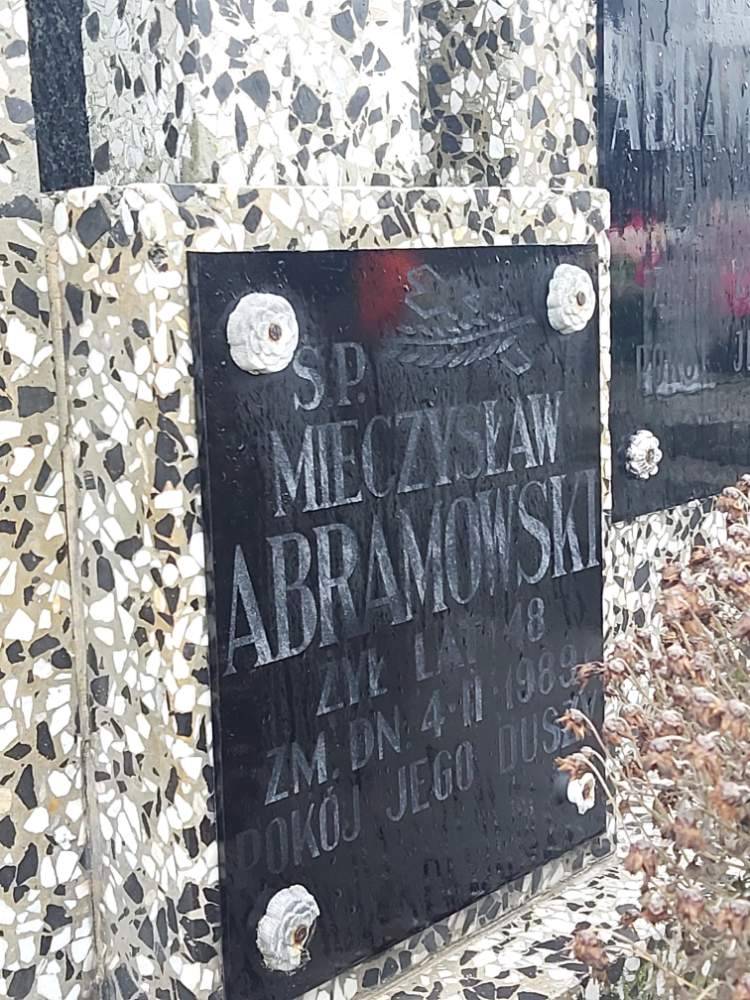 Ś.P.
MIECZYSŁAW
ABRAMOWSKI
ŻYŁ LAT 48
ZM. DN. 4-II-1989
POKÓJ JEGO DUSZY